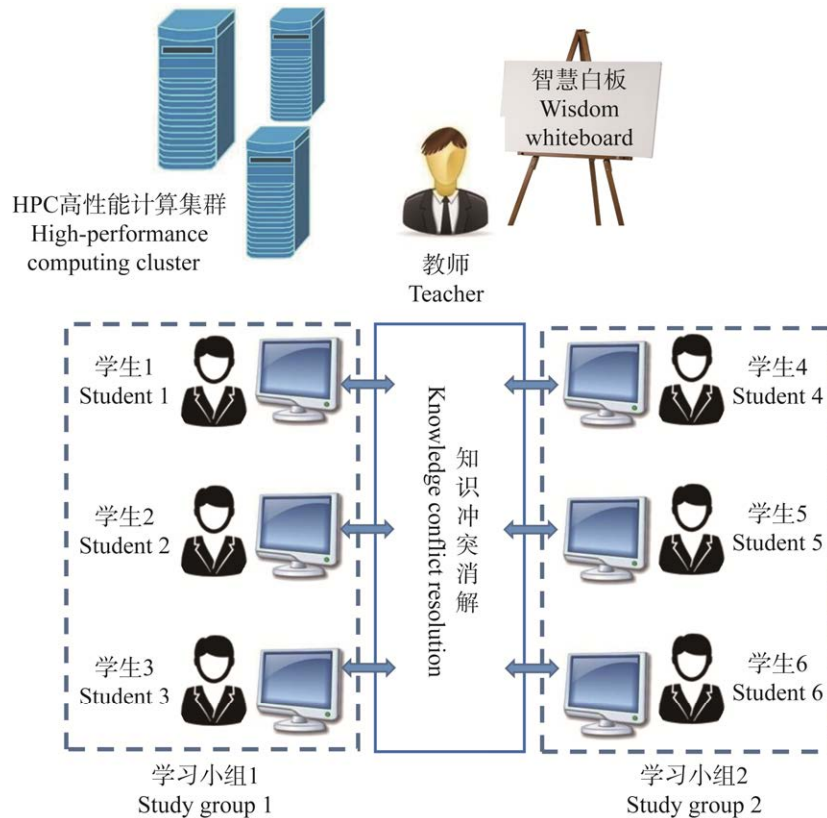 智慧白板
Wisdom
whiteboard
HPC高性能计算集群
High-performance
computing cluster
教师
Teacher
学生1
Student 1
学生2
Student 2
学生3
Student 3
知识冲突消解
Knowledge conflict resolution
学生4
Student 4
学生5
Student 5
学生6
Student 6
学习小组1
Study group 1
学习小组2
Study group 2